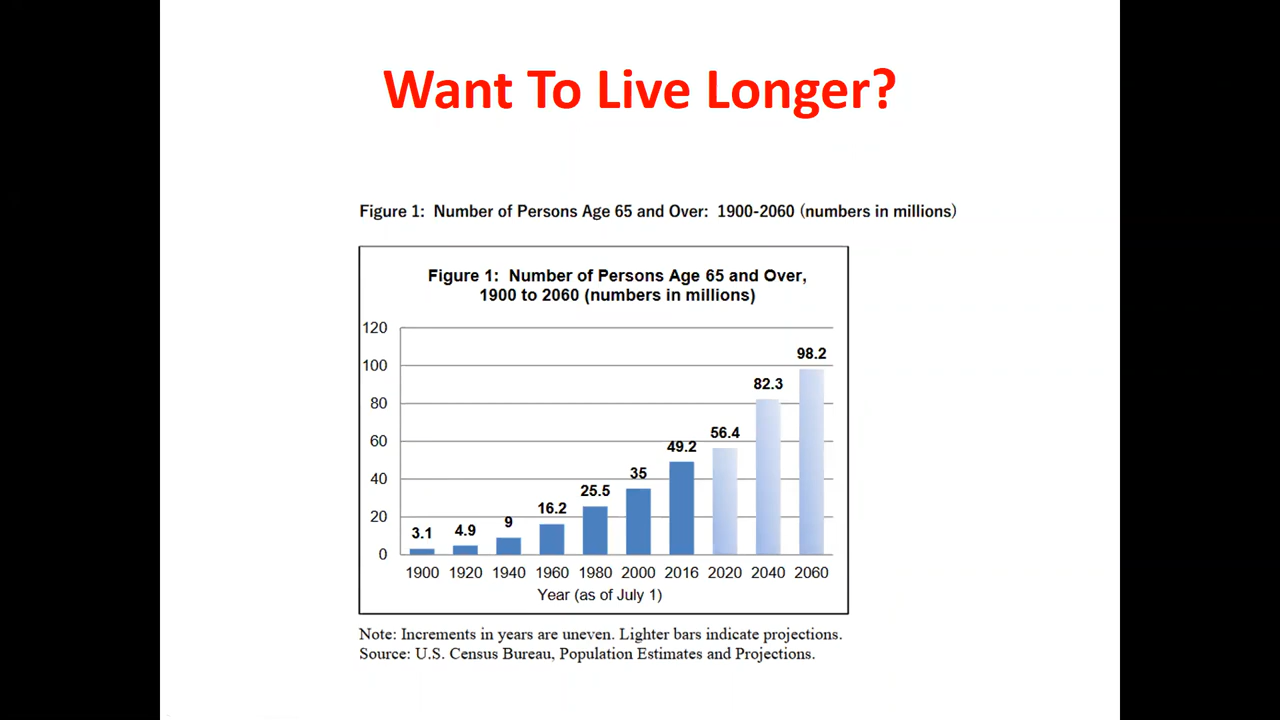 Want To Live Longer?
Figure 1: Number of Persons Age 65 and Over: 1900-2060 (numbers in millions)
Figure 1: Number of Persons Age 65 and Over,
1900 to 2060 (numbers in millions)
120
100
80
60
40
20
0
3.1
4.9
9
16.2
25.5
35
49.2
56.4
82.3
98.2
1900 1920 1940 1960 1980 2000 2016 2020 2040 2060
Year (as of July 1)
Note: Increments in years are uneven. Lighter bars indicate projections.
Source: U.S. Census Bureau, Population Estimates and Projections.